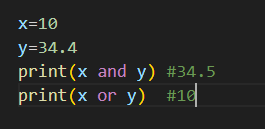 x=10
y=34.4
print(x and y) #34.5
print(x or y)  #10